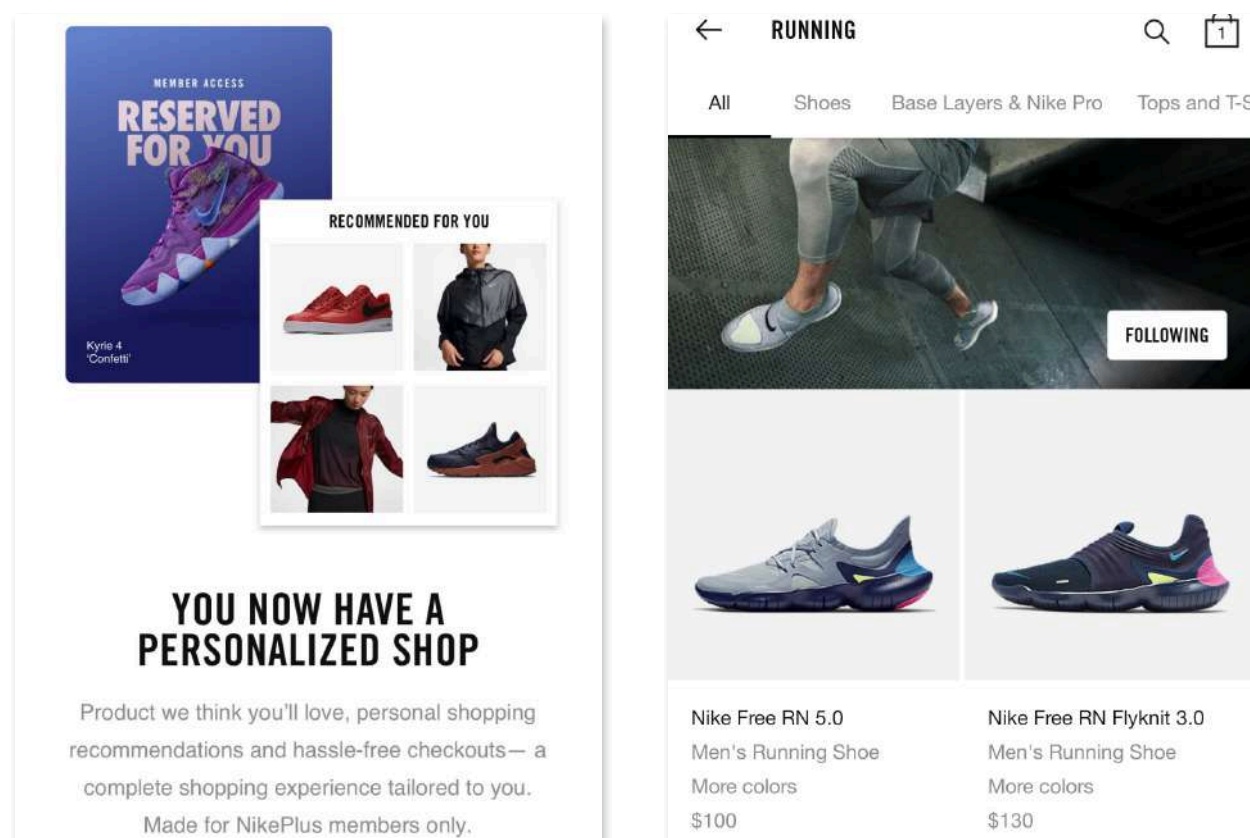 MEMBER ACCESS
RESERVED
FOR YOU
Kyrie 4
'Confetti'
RECOMMENDED FOR YOU
YOU NOW HAVE A
PERSONALIZED SHOP
Product we think you'll love, personal shopping
recommendations and hassle-free checkouts— a
complete shopping experience tailored to you.
Made for NikePlus members only.
RUNNING
1
All Shoes Base Layers & Nike Pro Tops and T-S
FOLLOWING
Nike Free RN 5.0
Men's Running Shoe
More colors
$100
Nike Free RN Flyknit 3.0
Men's Running Shoe
More colors
$130